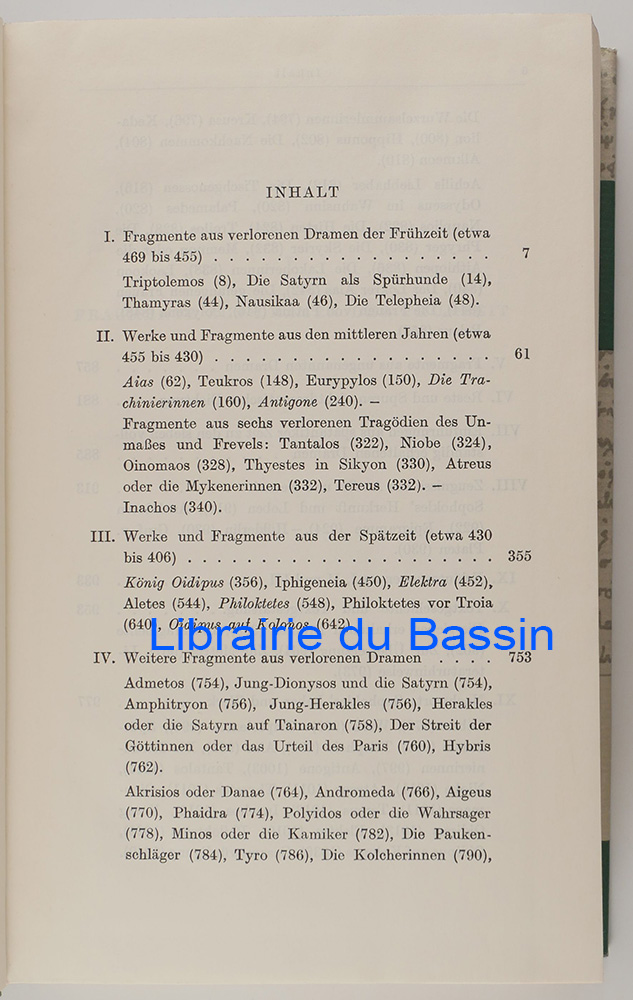 INHALT
I. Fragmente aus verlorenen Dramen der Frühzeit (etwa
469 bis 455) . . . . . . . . . . . . . . . . . . . 7
Triptolemos (8), Die Satyrn als Spürhunde (14),
Thamyras (44), Nausikaa (46), Die Telepheia (48).
II. Werke und Fragmente aus den mittleren Jahren (etwa
455 bis 430) . . . . . . . . . . . . . . . . . . . 61
Aias (62), Teukros (148), Eurypylos (150), Die Tra-
chinierinnen (160), Antigone (240). —
Fragmente aus sechs verlorenen Tragödien des Un-
maßes und Frevels: Tantalos (322), Niobe (324),
Oinomaos (328), Thyestes in Sikyon (330), Atreus
oder die Mykenerinnen (332), Tereus (332). —
Inachos (340).
III. Werke und Fragmente aus der Spätzeit (etwa 430
bis 406) . . . . . . . . . . . . . . . . . . . . . 355
König Oidipus (356), Iphigeneia (450), Elektra (452),
Aletes (544), Philoktetes (548), Philoktetes vor Troia
(640), Oidipus auf Kolonos (642)
Librairie du Bassin
IV. Weitere Fragmente aus verlorenen Dramen . . . . 753
Admetos (754), Jung-Dionysos und die Satyrn (754),
Amphitryon (756), Jung-Herakles (756), Herakles
oder die Satyrn auf Tainaron (758), Der Streit der
Göttinnen oder das Urteil des Paris (760), Hybris
(762).
Akrisios oder Danae (764), Andromeda (766), Aigeus
(770), Phaidra (774), Polyidos oder die Wahrsager
(778), Minos oder die Kamiker (782), Die Pauken-
schläger (784), Tyro (786), Die Kolcherinnen (790),